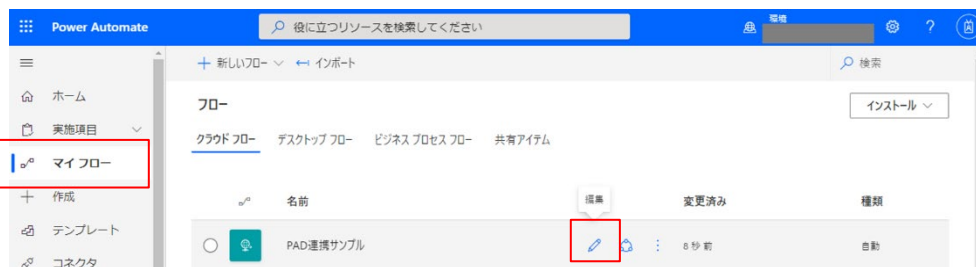 Power Automate
役に立つリソースを検索してください
環境
＋ 新しいフロー インポート
検索
ホーム
フロー
インストール
実施項目
クラウド フロー デスクトップ フロー ビジネス プロセス フロー 共有アイテム
マイ フロー
編集
作成
名前 変更済み 種類
テンプレート
PAD連携サンプル 8 秒 前 自動
コネクタ